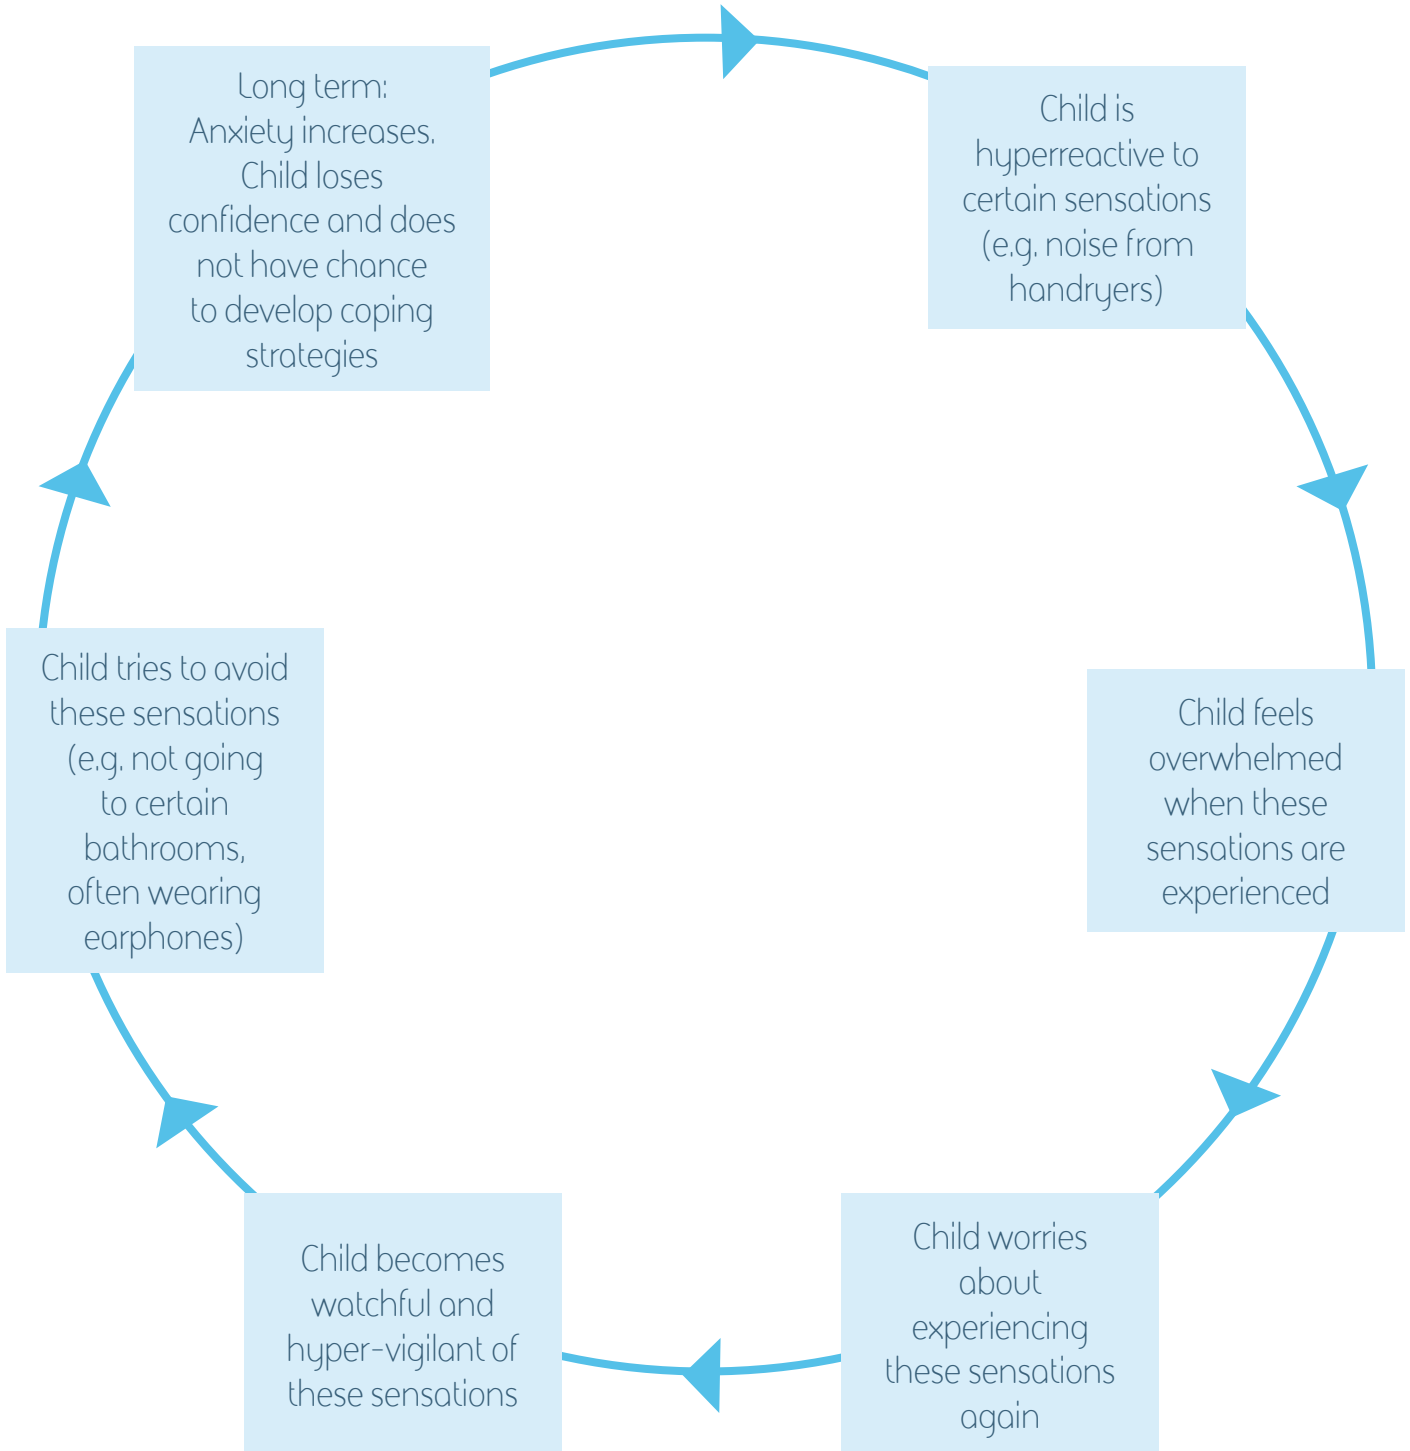 Long term:
Anxiety increases.
Child loses
confidence and does
not have chance
to develop coping
strategies
Child is
hyperreactive to
certain sensations
(e.g. noise from
handryers)
Child feels
overwhelmed
when these
sensations are
experienced
Child worries
about
experiencing
these sensations
again
Child becomes
watchful and
hyper-vigilant of
these sensations
Child tries to avoid
these sensations
(e.g. not going
to certain
bathrooms,
often wearing
earphones)